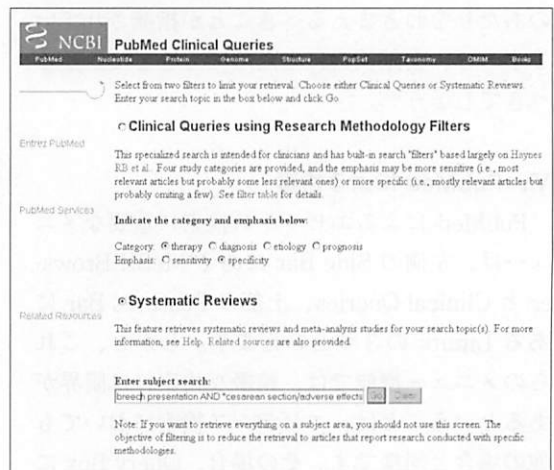 NCBI PubMed Clinical Queries
PubMed Nucleotide Protein Genome Structure PopSet Taxonomy OMIM Books
Select from two filters to limit your retrieval. Choose either Clinical Queries or Systematic Reviews.
Enter your search topic in the box below and click Go.
Clinical Queries using Research Methodology Filters
Entrez PubMed
This specialized search is intended for clinicians and has built-in search "filters" based largely on Haynes
RB et al. Four study categories are provided, and the emphasis may be more sensitive (i.e., most
relevant articles but probably some less relevant ones) or more specific (i.e., mostly relevant articles but
probably omitting a few). See filter table for details.
PubMed Services
Indicate the category and emphasis below:
Category: therapy diagnosis etiology prognosis
Emphasis: sensitivity specificity
Systematic Reviews
Related Resources
This feature retrieves systematic reviews and meta-analysis studies for your search topic(s). For more
information, see Help. Related sources are also provided.
Enter subject search:
breech presentation AND "cesarean section/adverse effects Go Clear
Note: If you want to retrieve everything on a subject area, you should not use this screen. The
objective of filtering is to reduce the retrieval to articles that report research conducted with specific
methodologies.